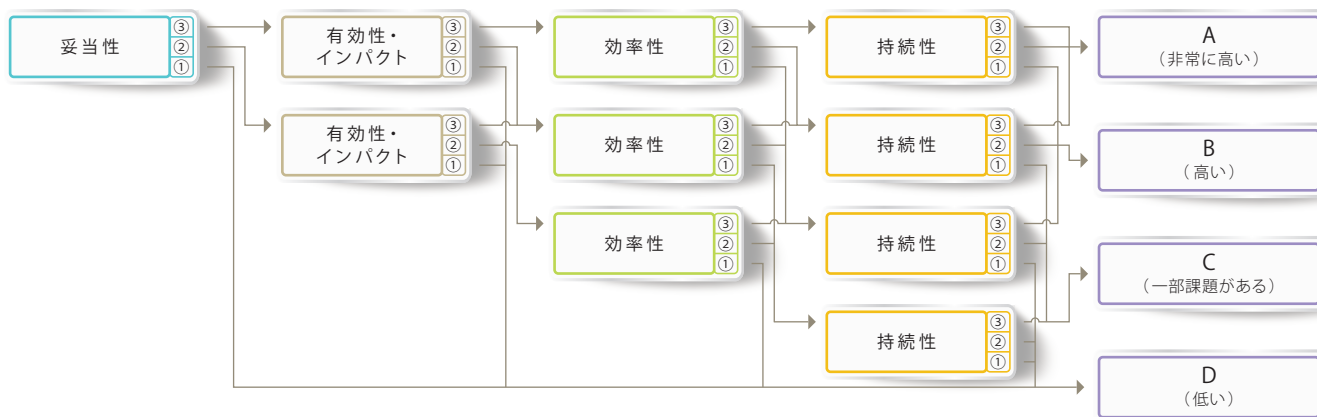 妥当性
③
②
①
有効性・
インパクト
③
②
①
効率性
③
②
①
持続性
③
②
①
A
（非常に高い）
有効性・
インパクト
③
②
①
効率性
③
②
①
持続性
③
②
①
B
（高い）
効率性
③
②
①
持続性
③
②
①
C
（一部課題がある）
持続性
③
②
①
D
（低い）